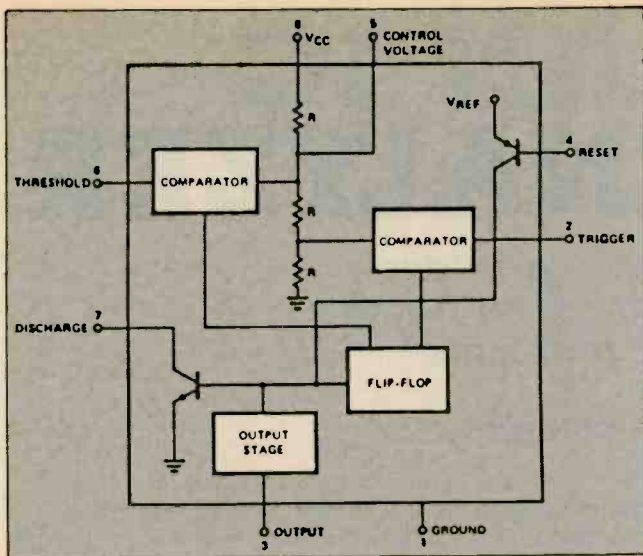 8
5
VCC
CONTROL
VOLTAGE
R
VREF
4
RESET
6
THRESHOLD
COMPARATOR
R
COMPARATOR
2
TRIGGER
R
7
DISCHARGE
FLIP-FLOP
OUTPUT
STAGE
3
OUTPUT
1
GROUND